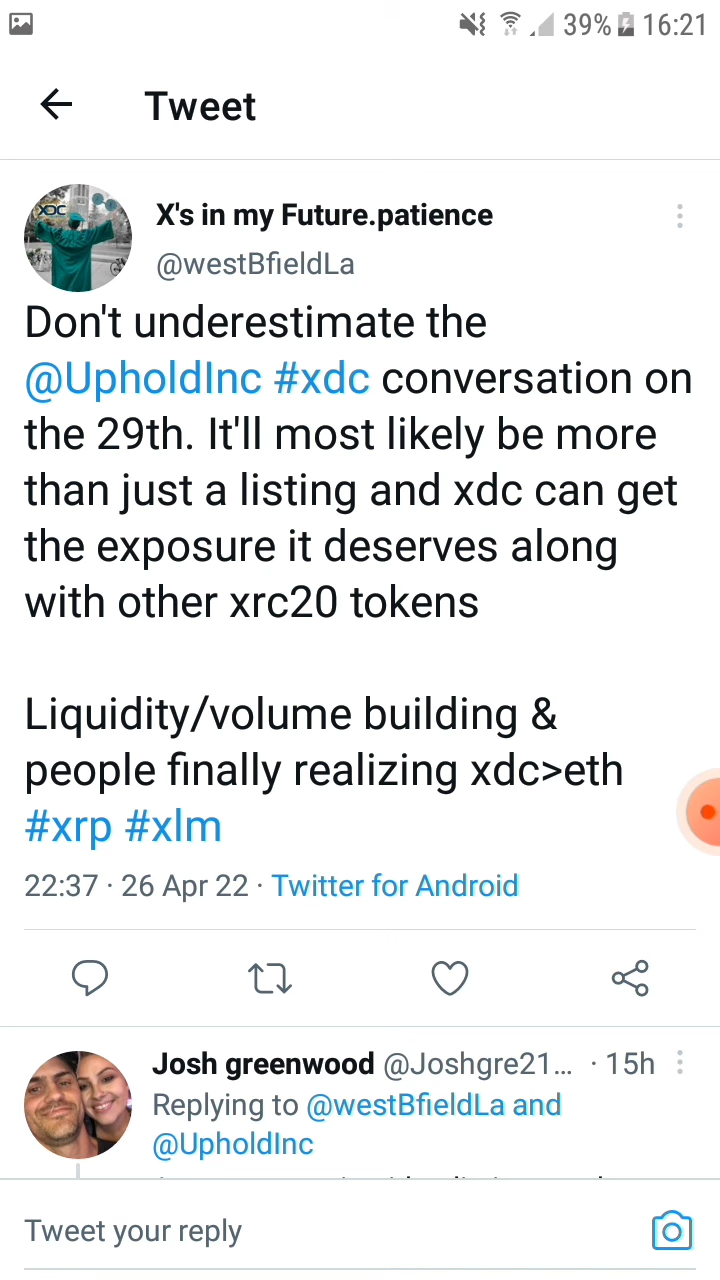 39% 16:21
Tweet
XDC
X's in my Future.patience
@westBfieldLa
Don't underestimate the
@UpholdInc #xdc conversation on
the 29th. It'll most likely be more
than just a listing and xdc can get
the exposure it deserves along
with other xrc20 tokens
Liquidity/volume building &
people finally realizing xdc>eth
#xrp #xlm
22:37 · 26 Apr 22 · Twitter for Android
Josh greenwood @Joshgre21... · 15h
Replying to @westBfieldLa and
@UpholdInc
Tweet your reply